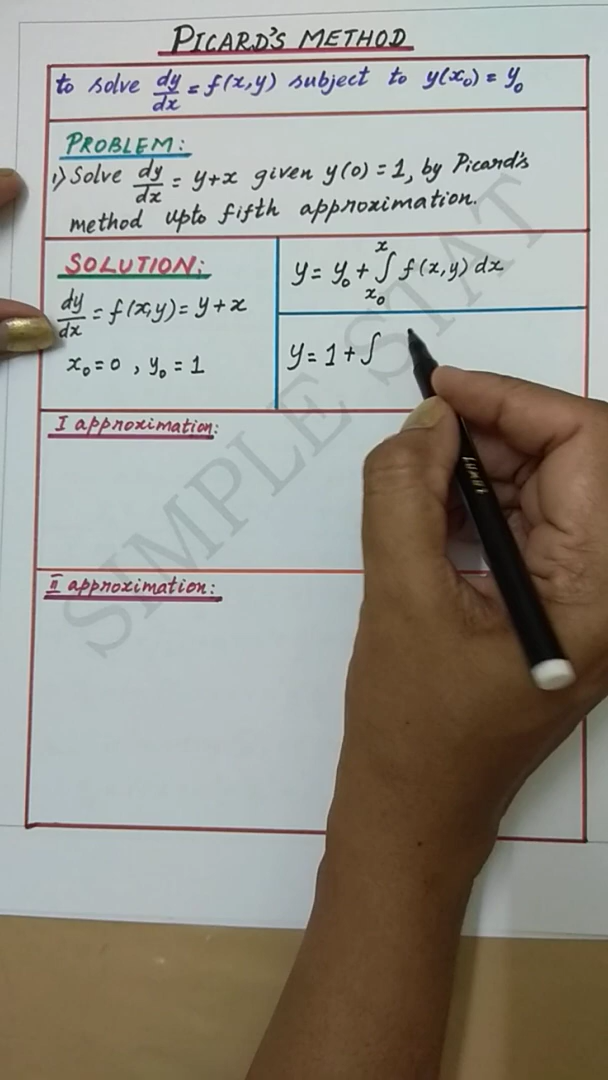 PICARD'S METHOD
to solve dy/dx = f(x,y) subject to y(x₀) = y₀
PROBLEM:
1) Solve dy/dx = y+x given y(0) = 1, by Picard's
method upto fifth approximation.
SOLUTION:
dy/dx = f(x,y) = y+x
x₀ = 0 , y₀ = 1
y = y₀ + ∫_{x₀}^{x} f(x,y) dx
y = 1 + ∫
I approximation:
II approximation:
SIMPLE STAT